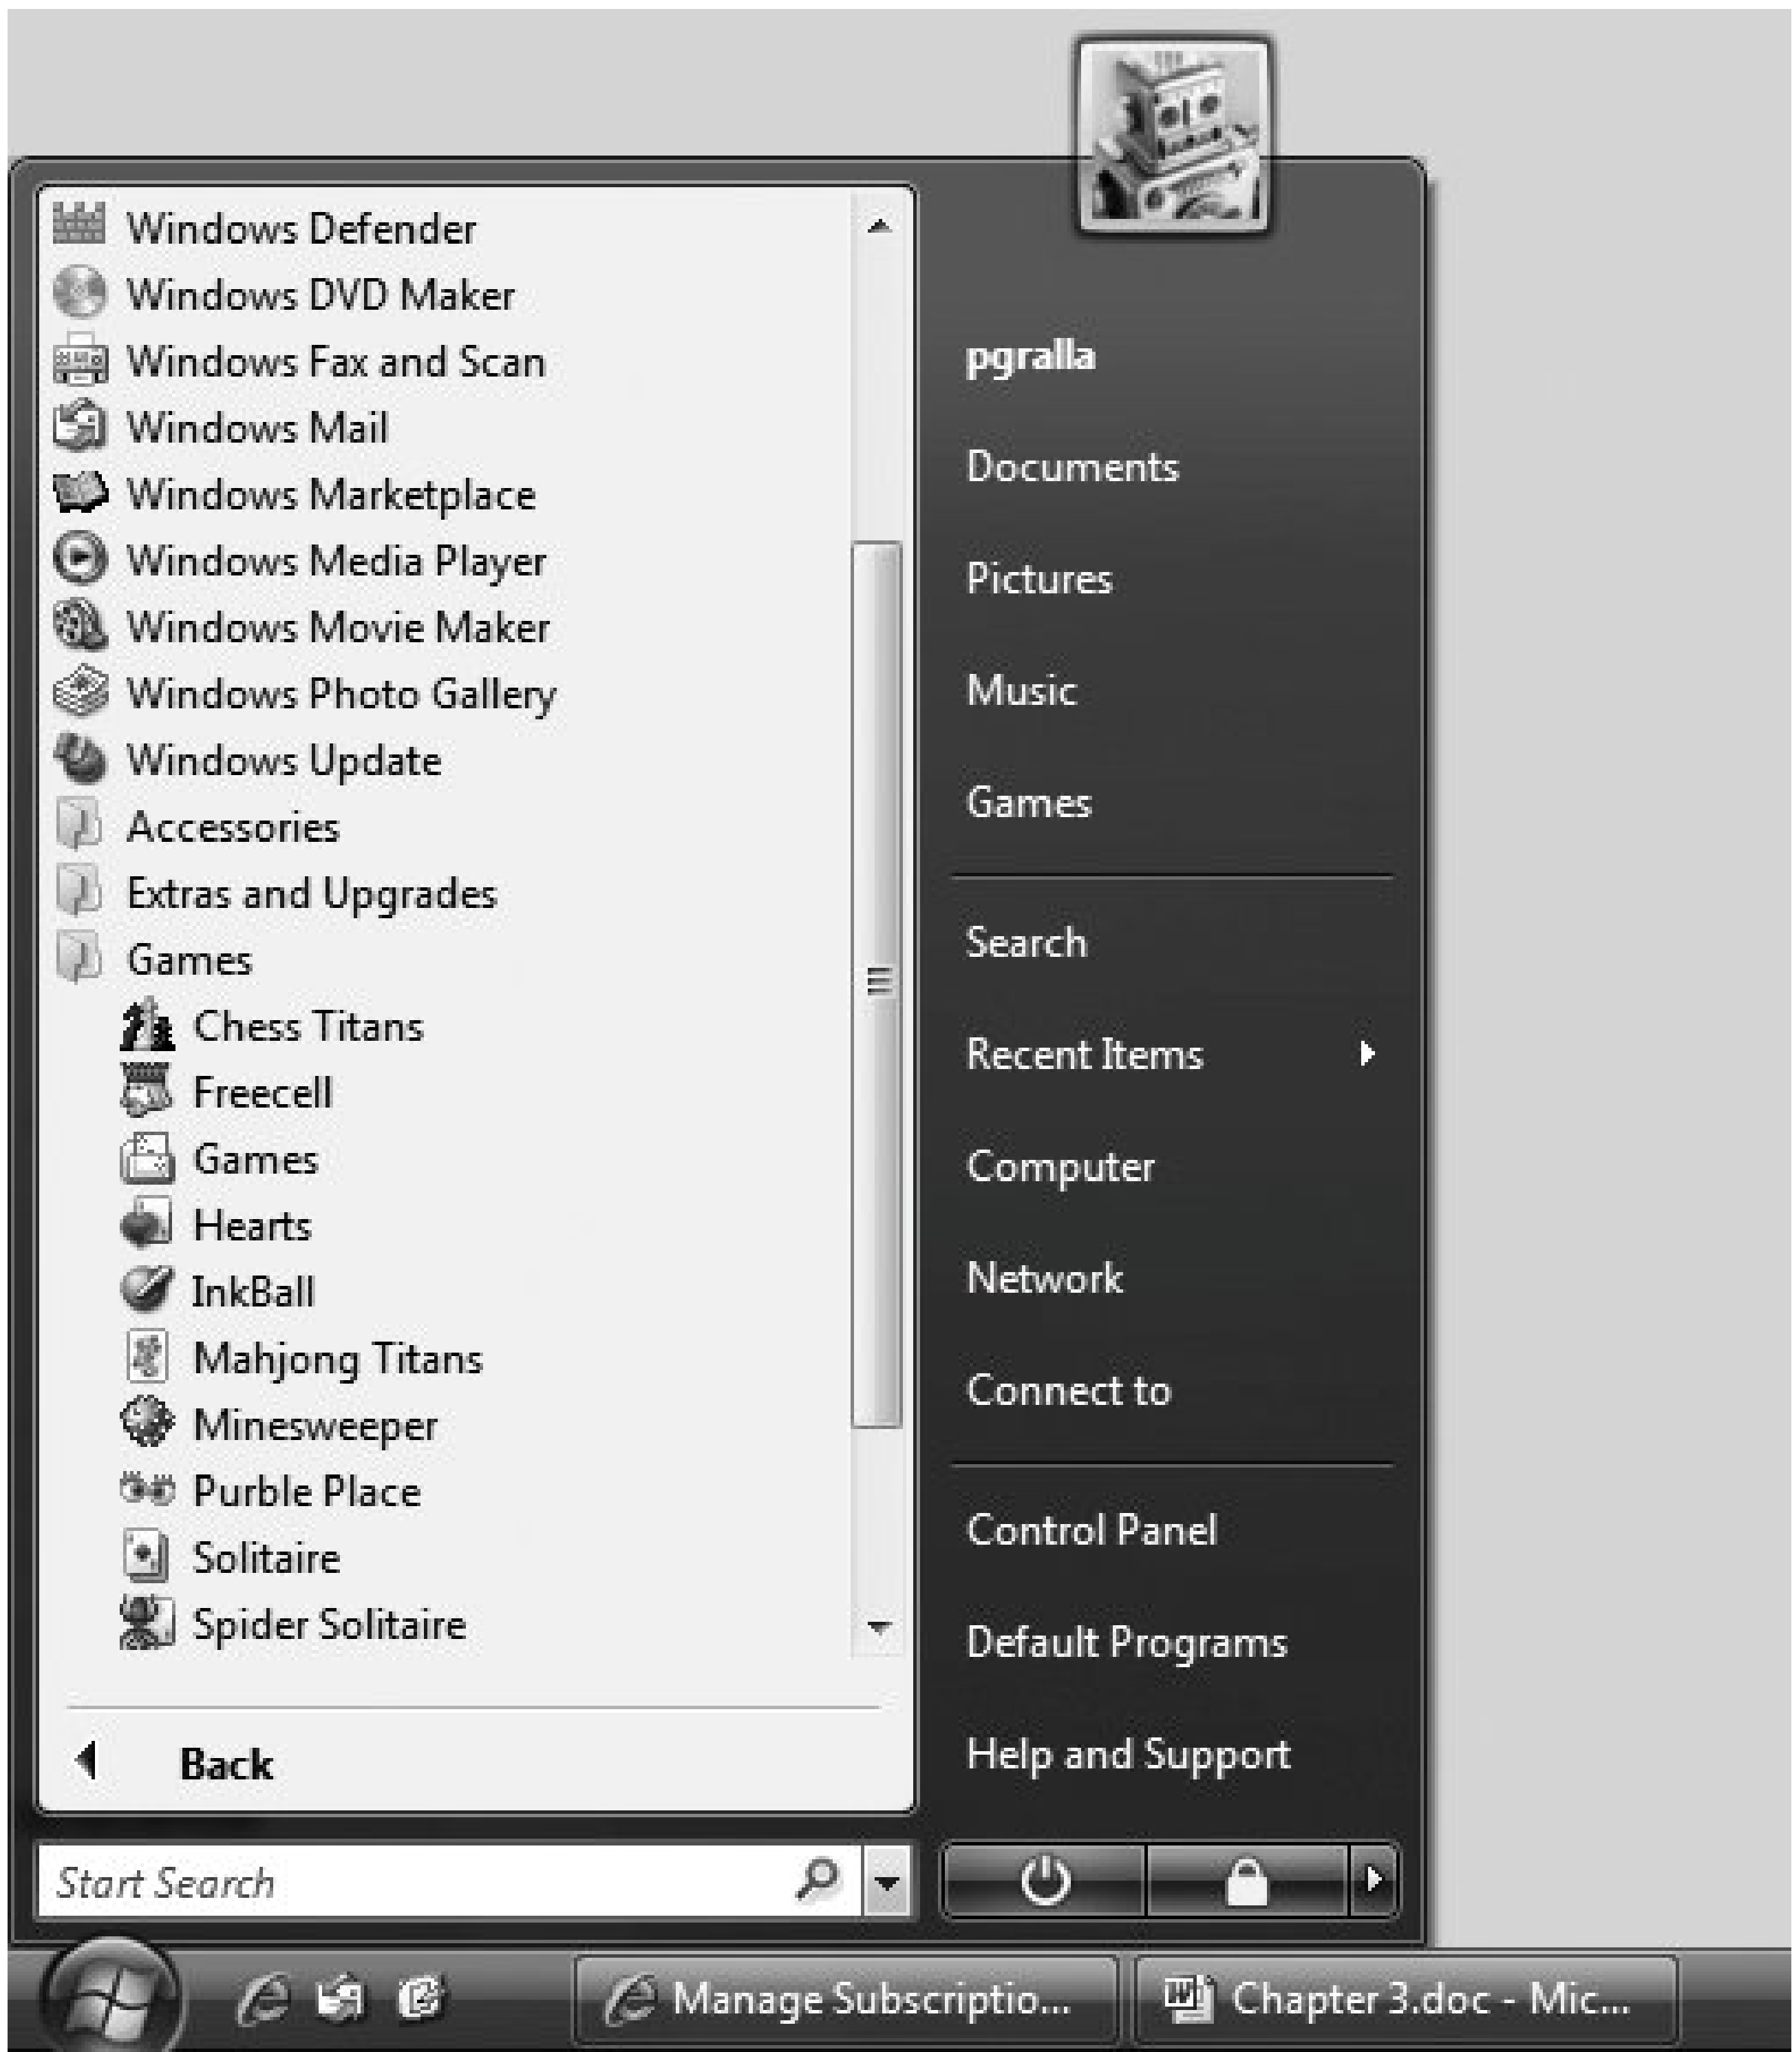 Windows Defender
Windows DVD Maker
Windows Fax and Scan
Windows Mail
Windows Marketplace
Windows Media Player
Windows Movie Maker
Windows Photo Gallery
Windows Update
Accessories
Extras and Upgrades
Games
Chess Titans
Freecell
Games
Hearts
InkBall
Mahjong Titans
Minesweeper
Purble Place
Solitaire
Spider Solitaire
Back
Start Search
pgralla
Documents
Pictures
Music
Games
Search
Recent Items
Computer
Network
Connect to
Control Panel
Default Programs
Help and Support
Manage Subscriptio...
Chapter 3.doc - Mic...